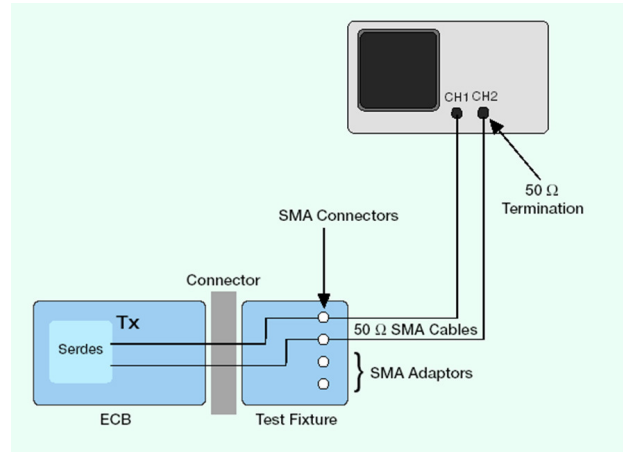 CH1 CH2
50 Ω
Termination
SMA Connectors
Connector
Tx
Serdes
50 Ω SMA Cables
SMA Adaptors
ECB
Test Fixture